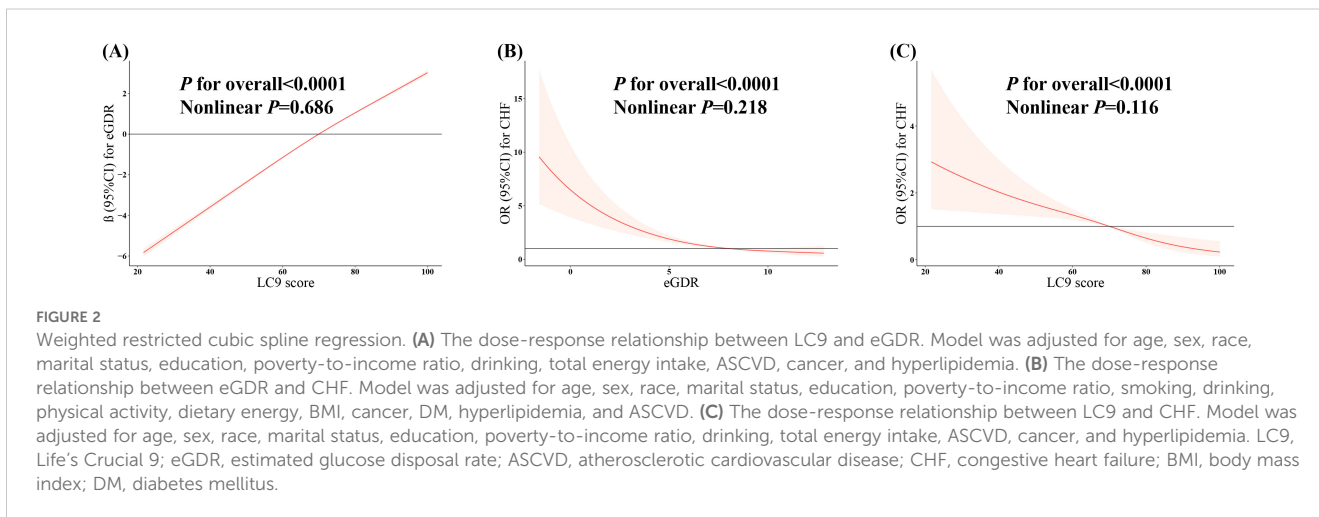 (A)
P for overall<0.0001
Nonlinear P=0.686
β (95%CI) for eGDR
2
0
-2
-4
-6
20
40
60
80
100
LC9 score
(B)
P for overall<0.0001
Nonlinear P=0.218
OR (95%CI) for CHF
15
10
5
0
0
5
10
eGDR
(C)
P for overall<0.0001
Nonlinear P=0.116
OR (95%CI) for CHF
4
2
0
20
40
60
80
100
LC9 score
FIGURE 2
Weighted restricted cubic spline regression. (A) The dose-response relationship between LC9 and eGDR. Model was adjusted for age, sex, race,
marital status, education, poverty-to-income ratio, drinking, total energy intake, ASCVD, cancer, and hyperlipidemia. (B) The dose-response
relationship between eGDR and CHF. Model was adjusted for age, sex, race, marital status, education, poverty-to-income ratio, smoking, drinking,
physical activity, dietary energy, BMI, cancer, DM, hyperlipidemia, and ASCVD. (C) The dose-response relationship between LC9 and CHF. Model was
adjusted for age, sex, race, marital status, education, poverty-to-income ratio, drinking, total energy intake, ASCVD, cancer, and hyperlipidemia. LC9,
Life's Crucial 9; eGDR, estimated glucose disposal rate; ASCVD, atherosclerotic cardiovascular disease; CHF, congestive heart failure; BMI, body mass
index; DM, diabetes mellitus.